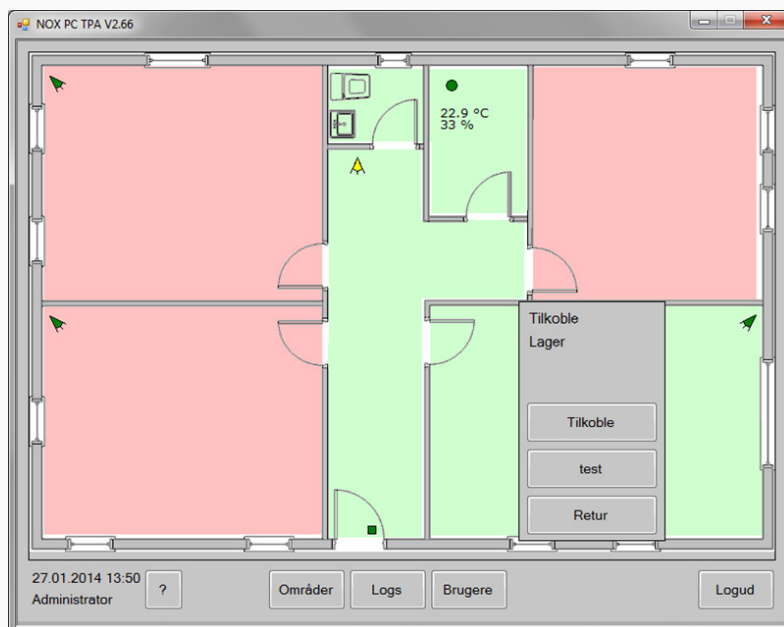 NOX PC TPA V2.66
22.9 °C
33 %
Tilkoble
Lager
Tilkoble
test
Retur
27.01.2014 13:50
Administrator
?
Områder
Logs
Brugere
Logud